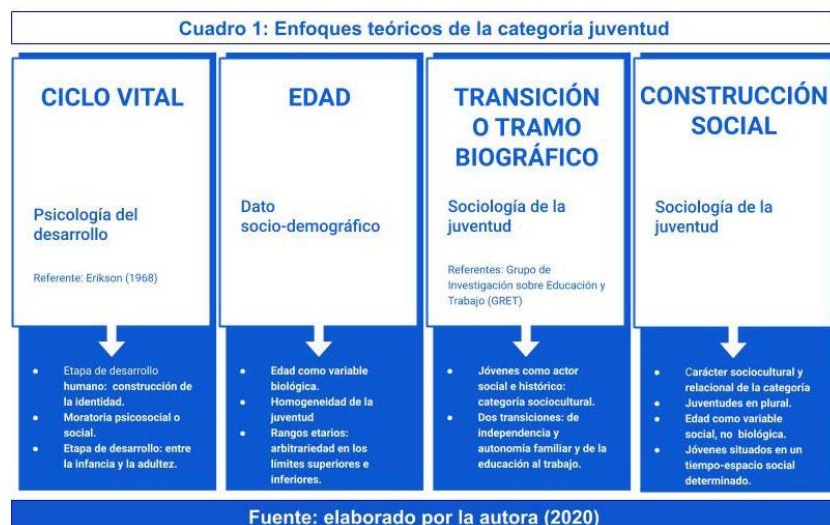 Cuadro 1: Enfoques teóricos de la categoría juventud
CICLO VITAL
Psicología del
desarrollo
Referente: Erikson (1968)
Etapa de desarrollo
humano: construcción de
la identidad.
Moratoria psicosocial o
social.
Etapa de desarrollo: entre
la infancia y la adultez.
EDAD
Dato
socio-demográfico
Edad como variable
biológica.
Homogeneidad de la
juventud
Rangos etarios:
arbitrariedad en los
límites superiores e
inferiores.
TRANSICIÓN
O TRAMO
BIOGRÁFICO
Sociología de la
juventud
Referentes: Grupo de
Investigación sobre Educación y
Trabajo (GRET)
Jóvenes como actor
social e histórico:
categoría sociocultural.
Dos transiciones: de
independencia y
autonomía familiar y de la
educación al trabajo.
CONSTRUCCIÓN
SOCIAL
Sociología de la
juventud
Carácter sociocultural y
relacional de la categoría
Juventudes en plural.
Edad como variable
social, no biológica.
Jóvenes situados en un
tiempo-espacio social
determinado.
Fuente: elaborado por la autora (2020)